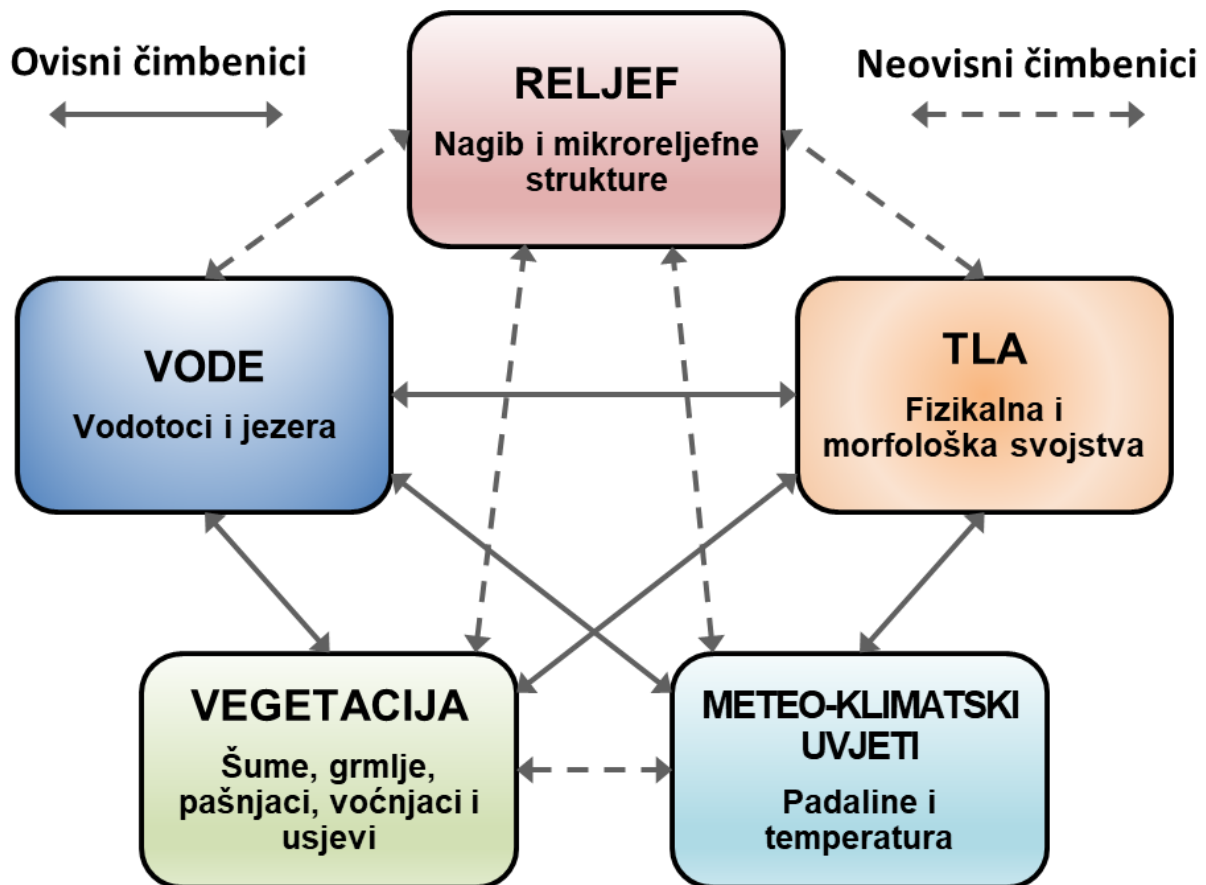 Ovisni čimbenici
Neovisni čimbenici
RELJEF
Nagib i mikroreljefne
strukture
VODE
Vodotoci i jezera
TLA
Fizikalna i
morfološka svojstva
VEGETACIJA
Šume, grmlje,
pašnjaci, voćnjaci i
usjevi
METEO-KLIMATSKI
UVJETI
Padaline i
temperatura